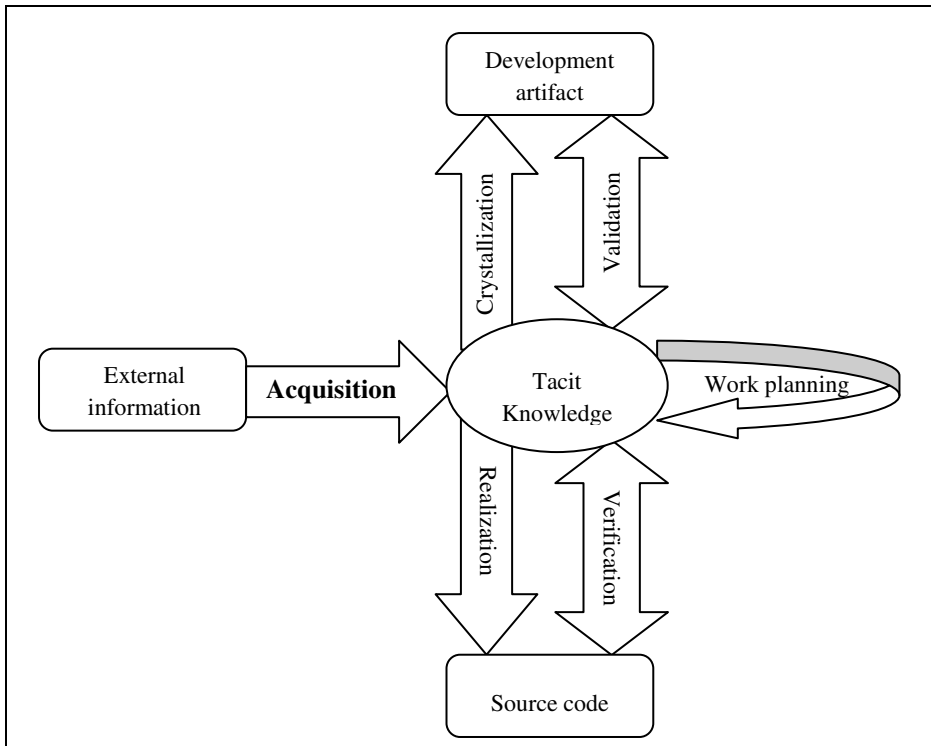 Development
artifact
Crystallization
Validation
External
information
Acquisition
Tacit
Knowledge
Work planning
Realization
Verification
Source code